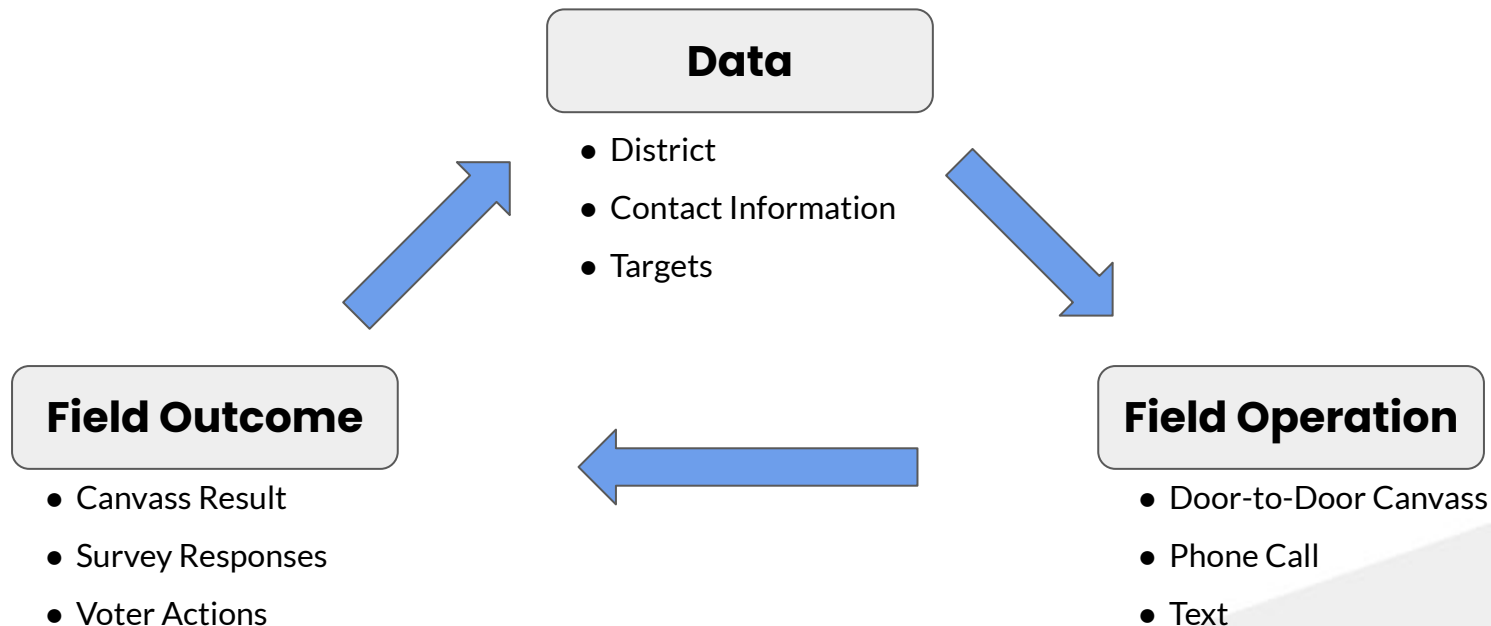 Data
● District
● Contact Information
● Targets
Field Outcome
● Canvass Result
● Survey Responses
● Voter Actions
Field Operation
● Door-to-Door Canvass
● Phone Call
● Text